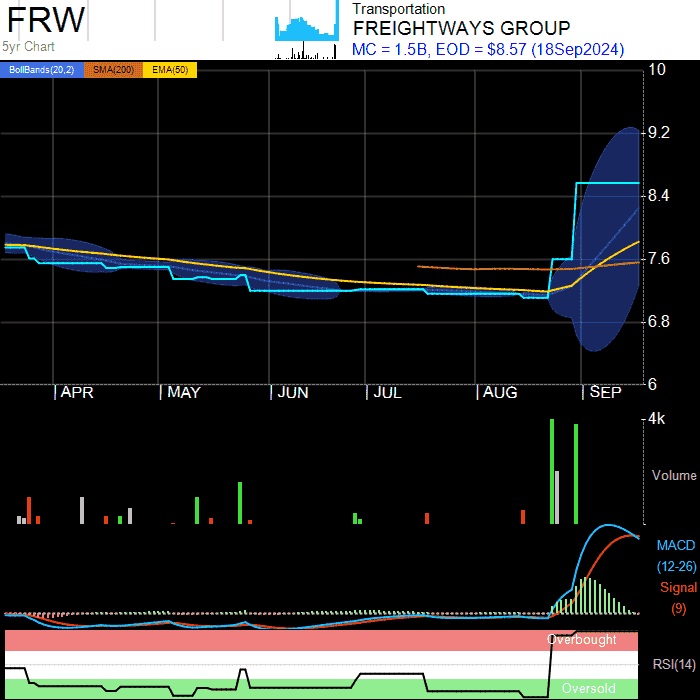 FRW
5yr Chart
Transportation
FREIGHTWAYS GROUP
MC = 1.5B, EOD = $8.57 (18Sep2024)
BollBands(20,2) SMA(200) EMA(50)
10
9.2
8.4
7.6
6.8
6
APR MAY JUN JUL AUG SEP
4k
Volume
MACD
(12-26)
Signal
(9)
Overbought
RSI(14)
Oversold